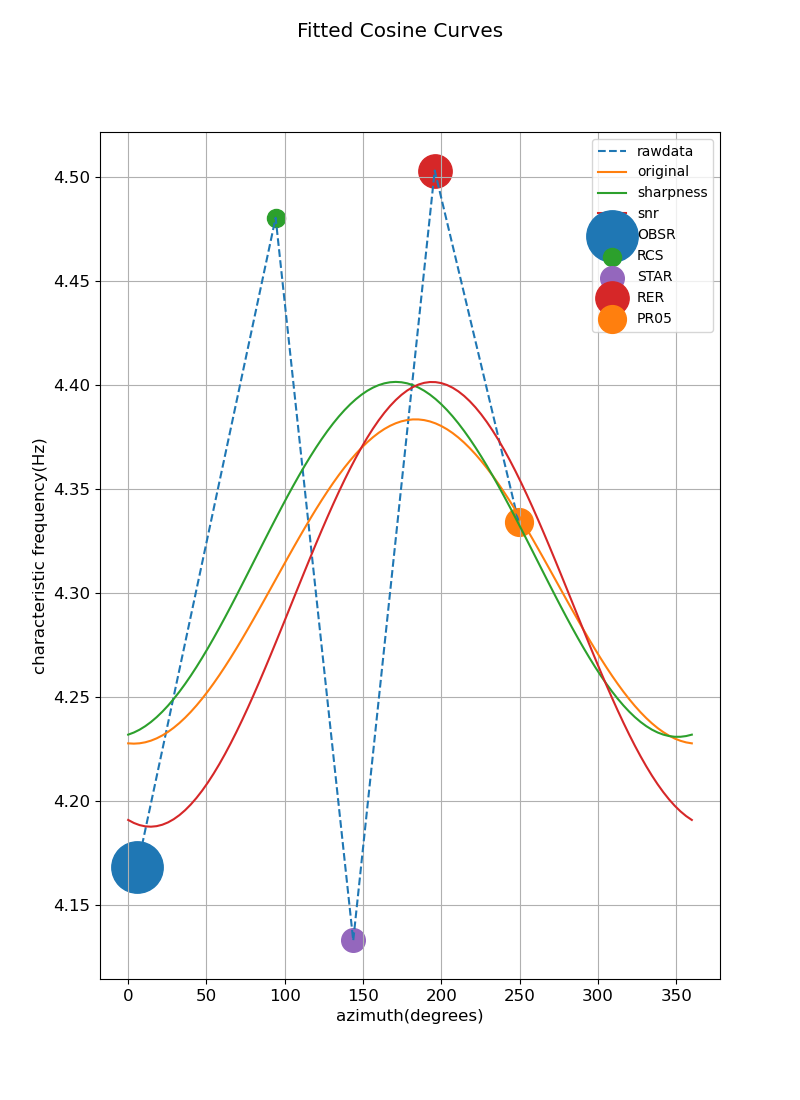 Fitted Cosine Curves
rawdata
original
sharpness
snr
OBSR
RCS
STAR
RER
PR05
characteristic frequency(Hz)
4.50
4.45
4.40
4.35
4.30
4.25
4.20
4.15
0 50 100 150 200 250 300 350
azimuth(degrees)